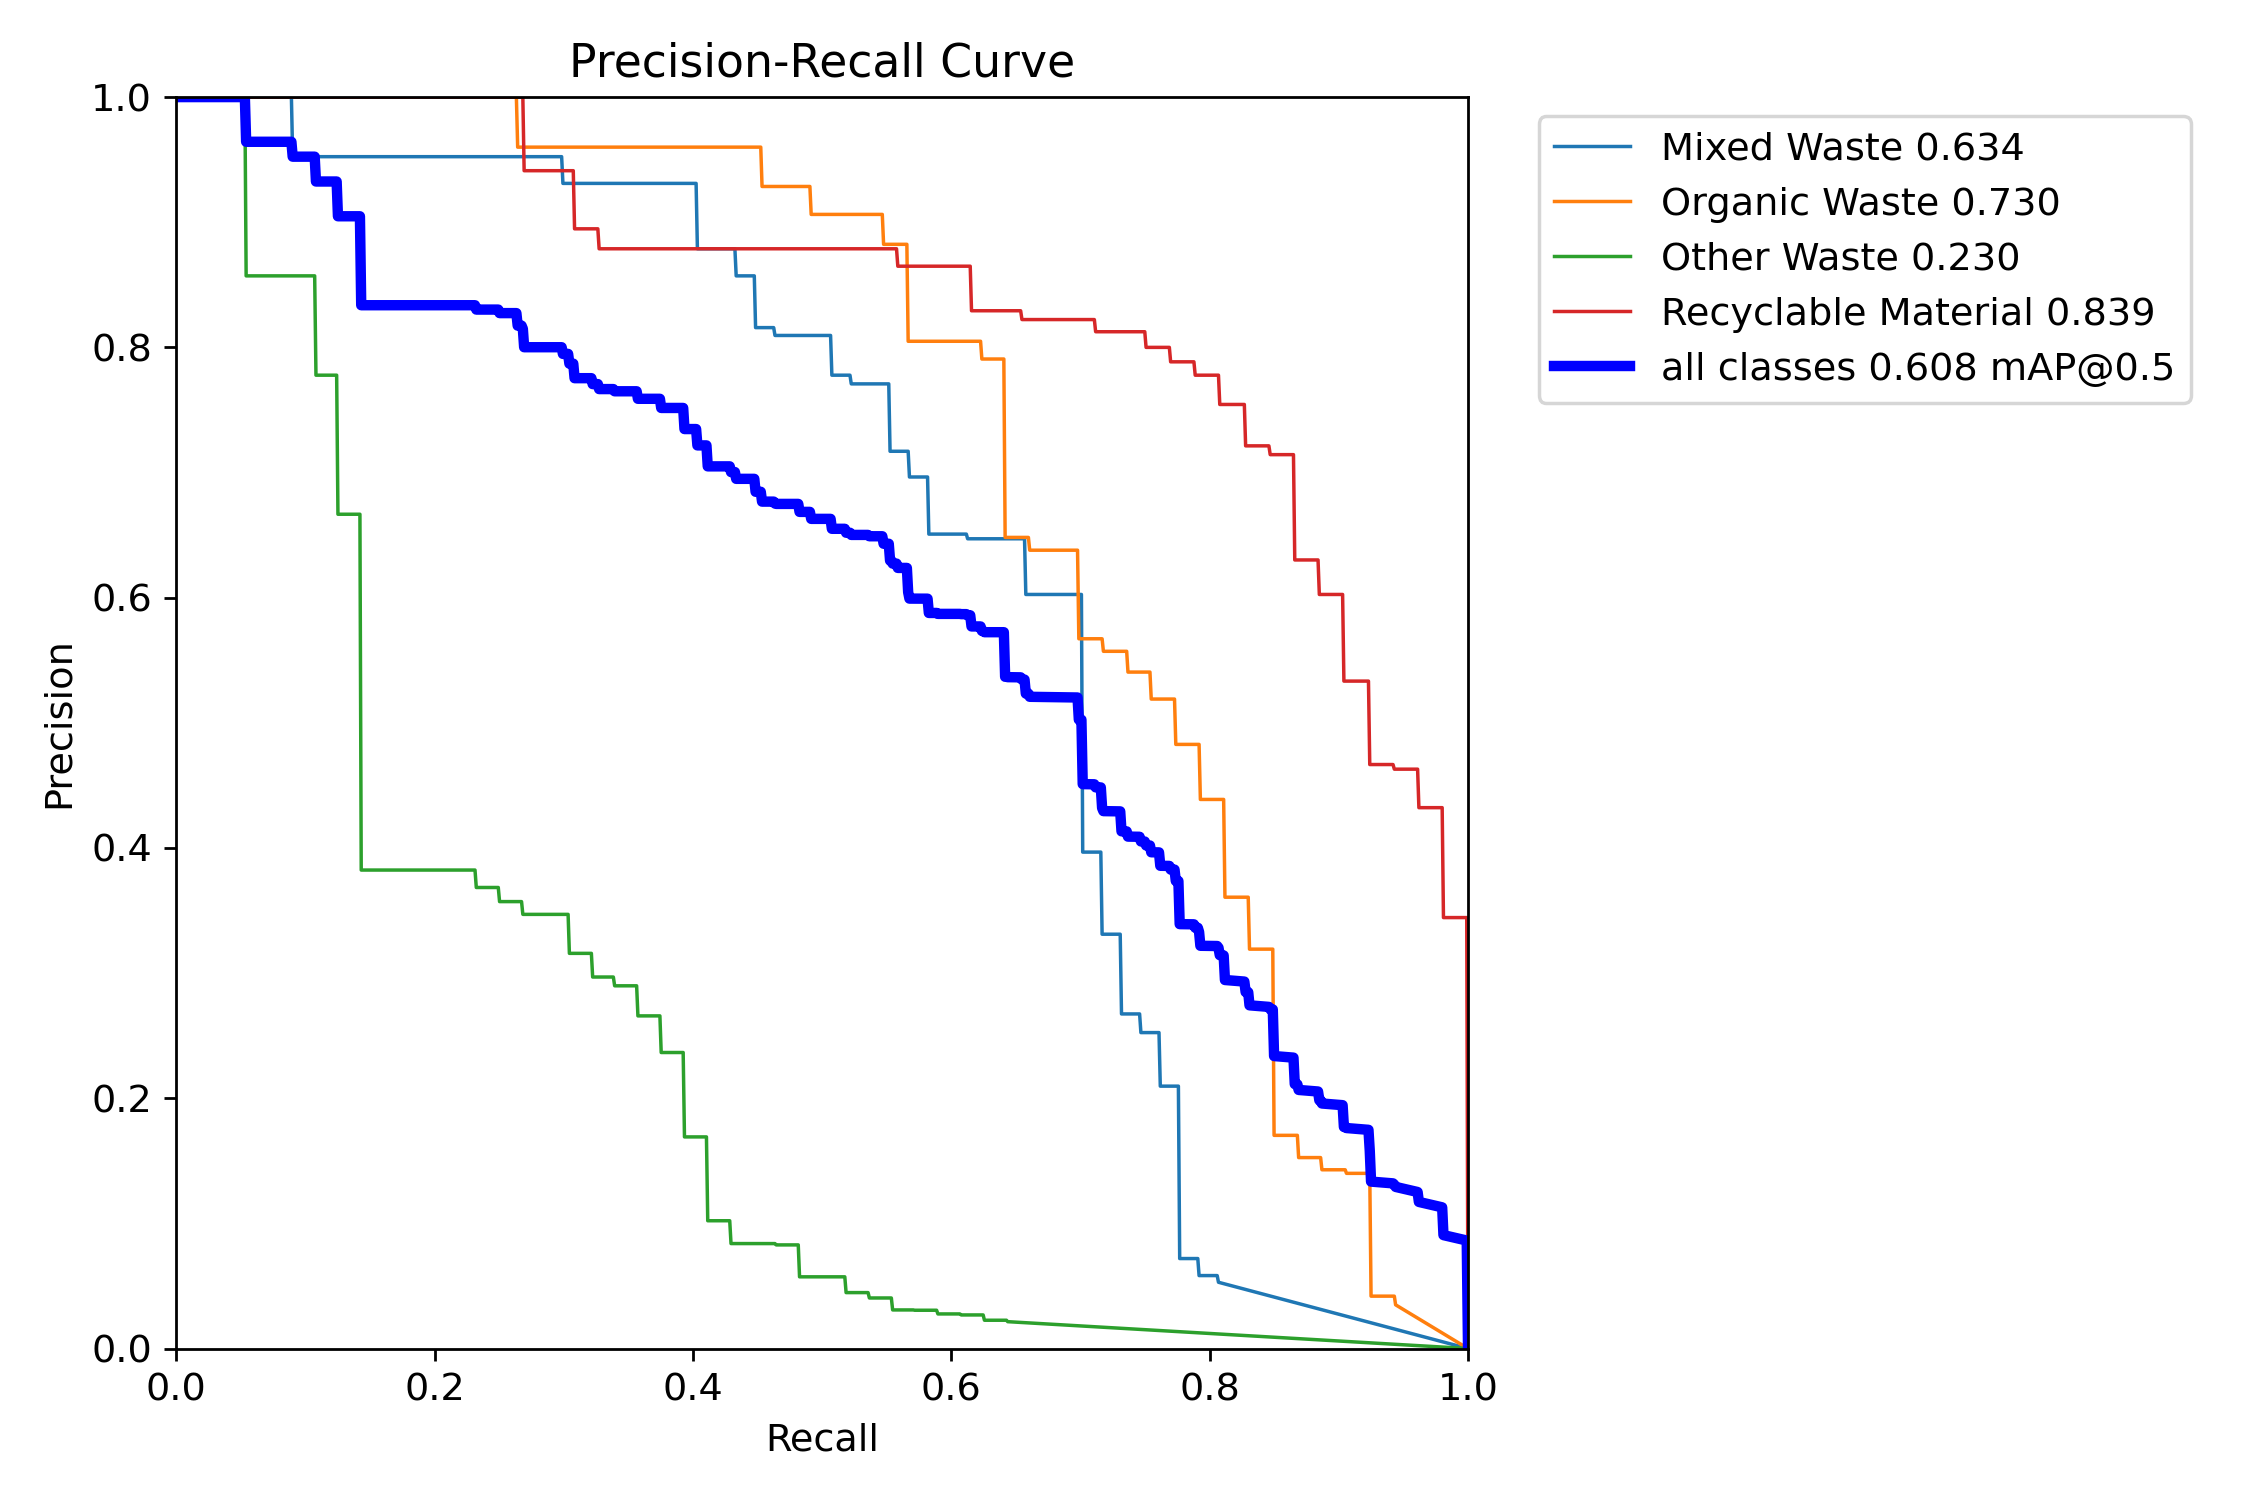 Precision-Recall Curve
1.0
0.8
0.6
0.4
0.2
0.0
Precision
0.0 0.2 0.4 0.6 0.8 1.0
Recall
Mixed Waste 0.634
Organic Waste 0.730
Other Waste 0.230
Recyclable Material 0.839
all classes 0.608 mAP@0.5